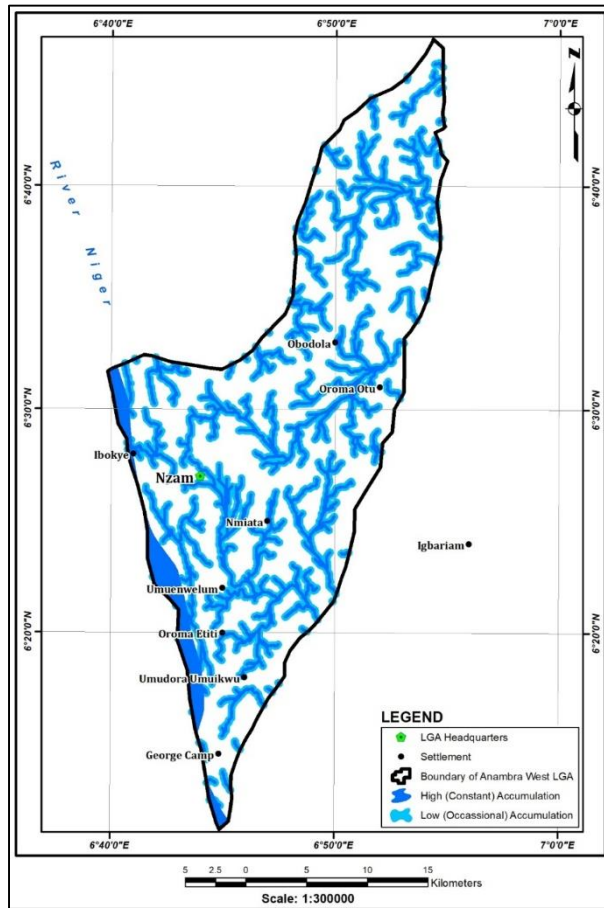 6°40'0"E 6°50'0"E 7°0'0"E
N
River Niger
6°40'0"N 6°40'0"N
Obodola
Oroma Otu
6°30'0"N 6°30'0"N
Ibokye
Nzam
Nmiata
Igbariam
Umuenwelum
6°20'0"N 6°20'0"N
Oroma Etiti
Umudora Umuikwu
George Camp
LEGEND
LGA Headquarters
Settlement
Boundary of Anambra West LGA
High (Constant) Accumulation
Low (Occassional) Accumulation
6°40'0"E 6°50'0"E 7°0'0"E
5 2.5 0 5 10 15
Kilometers
Scale: 1:300000